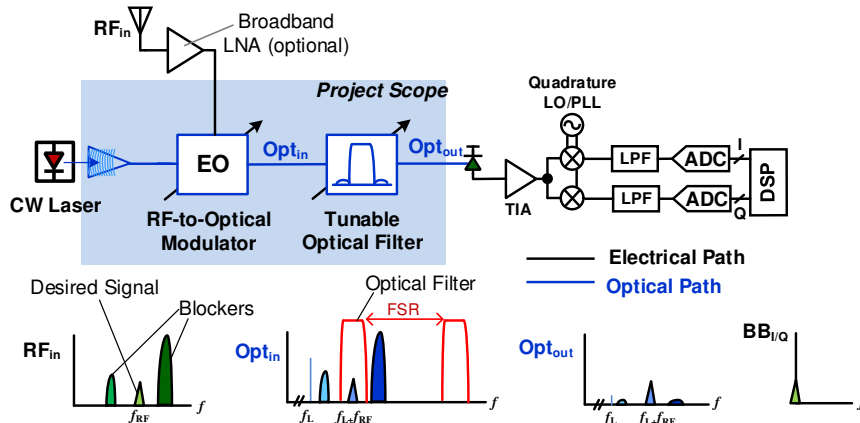 RFin
Broadband
LNA (optional)
Project Scope
Quadrature
LO/PLL
CW Laser
EO
Optin
Optout
RF-to-Optical
Modulator
Tunable
Optical Filter
TIA
LPF
ADC
I
LPF
ADC
Q
DSP
Electrical Path
Optical Path
Desired Signal
Blockers
RFin
fRF
f
Optical Filter
FSR
Optin
fL
fL+fRF
f
Optout
fL
fL+fRF
f
BBI/Q
f